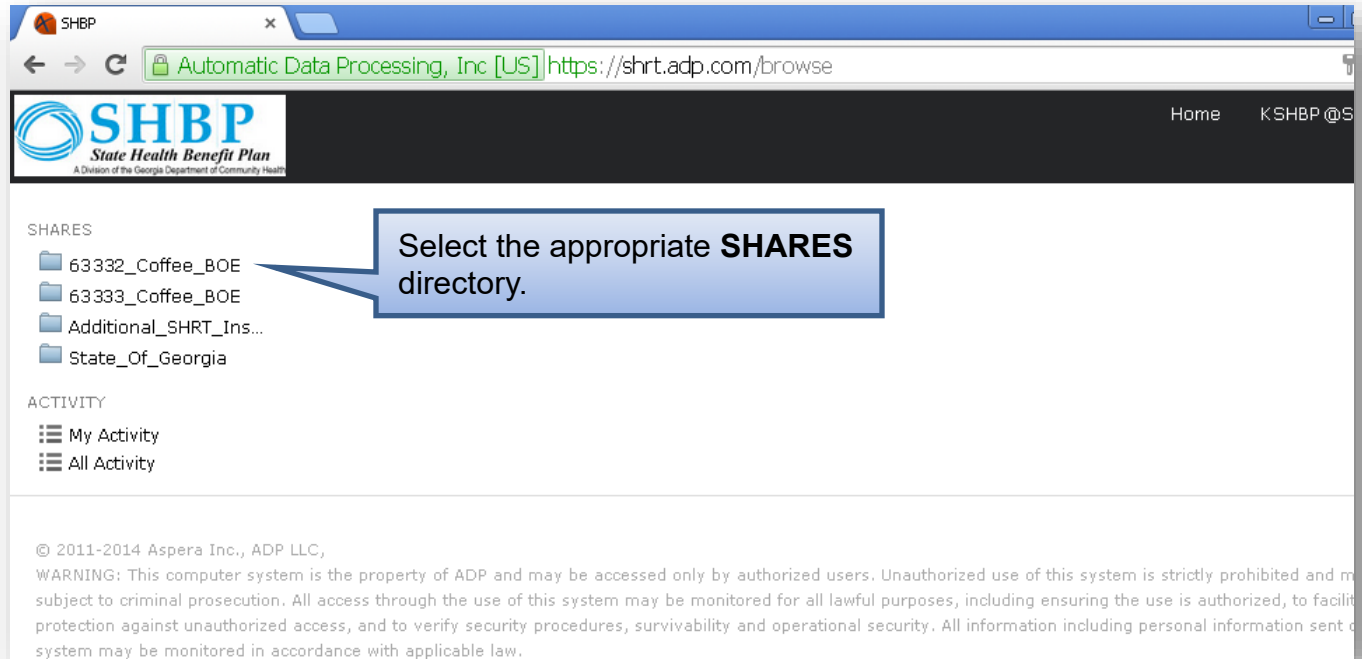 SHBP
Automatic Data Processing, Inc [US] https://shrt.adp.com/browse
SHBP
State Health Benefit Plan
A Division of the Georgia Department of Community Health
Home KSHBP@S
SHARES
63332_Coffee_BOE
63333_Coffee_BOE
Additional_SHRT_Ins...
State_Of_Georgia
Select the appropriate SHARES
directory.
ACTIVITY
My Activity
All Activity
© 2011-2014 Aspera Inc., ADP LLC,
WARNING: This computer system is the property of ADP and may be accessed only by authorized users. Unauthorized use of this system is strictly prohibited and m
subject to criminal prosecution. All access through the use of this system may be monitored for all lawful purposes, including ensuring the use is authorized, to facilit
protection against unauthorized access, and to verify security procedures, survivability and operational security. All information including personal information sent
system may be monitored in accordance with applicable law.